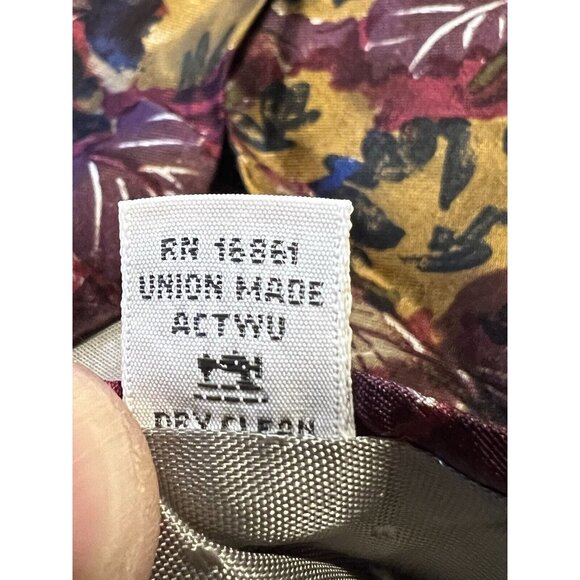 RN 16861
UNION MADE
ACTWU
DRY CLEAN